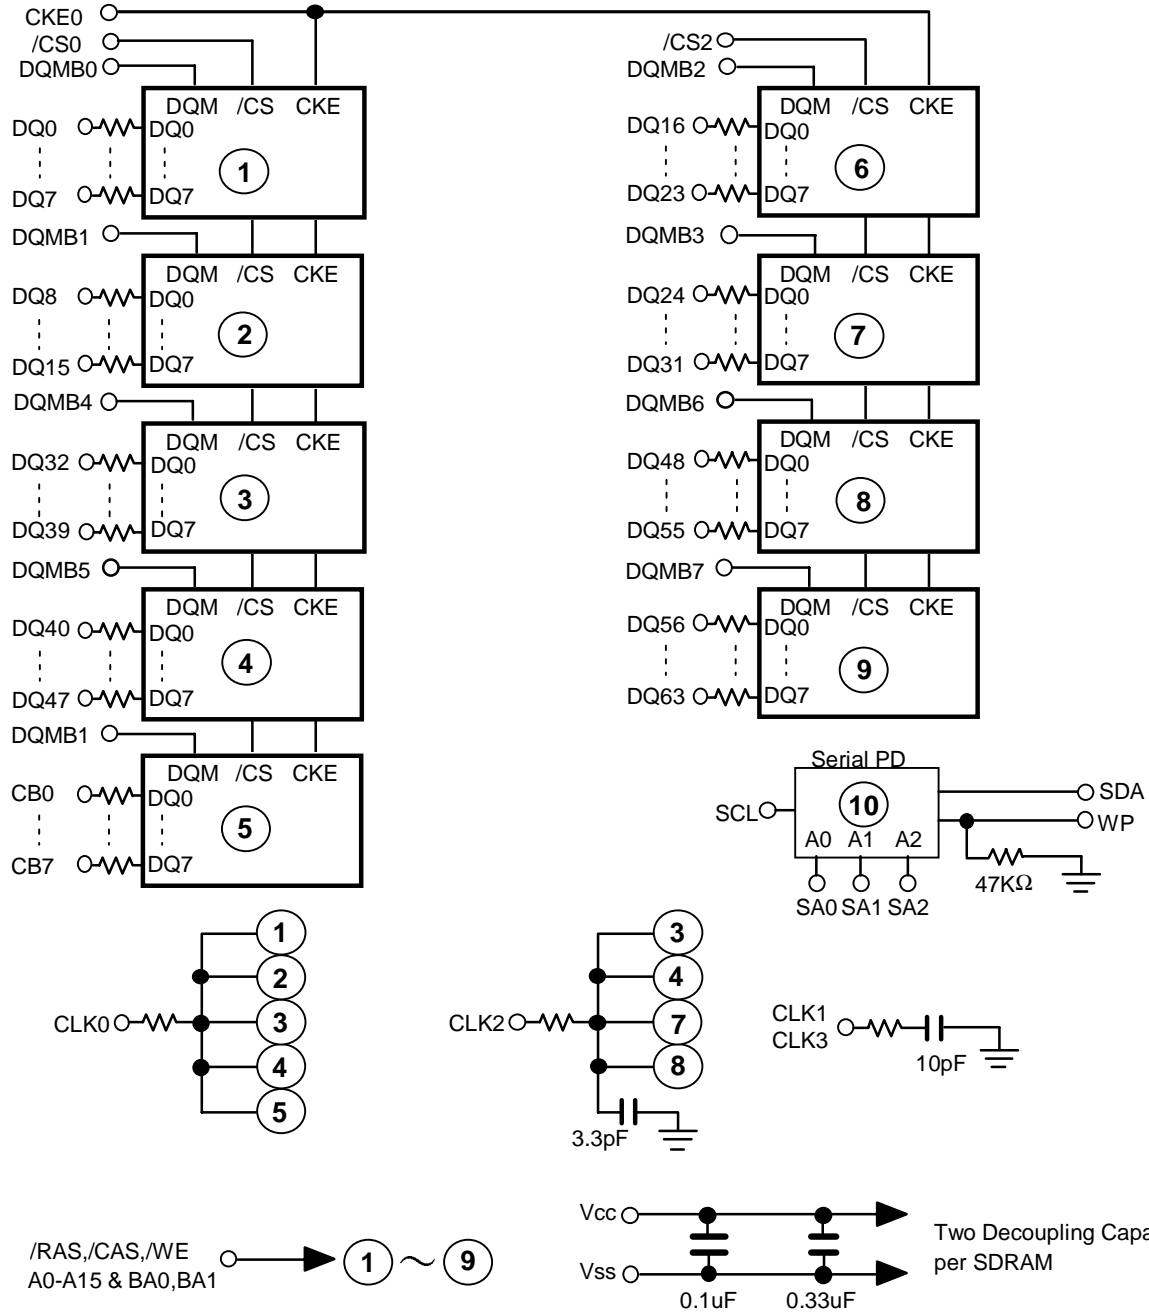 CKE0
/CS0
DQMB0
DQM /CS CKE
DQ0 DQ0
1
DQ7 DQ7
DQMB1
DQM /CS CKE
DQ8 DQ0
2
DQ15 DQ7
DQMB4
DQM /CS CKE
DQ32 DQ0
3
DQ39 DQ7
DQMB5
DQM /CS CKE
DQ40 DQ0
4
DQ47 DQ7
DQMB1
DQM /CS CKE
CB0 DQ0
5
CB7 DQ7
/CS2
DQMB2
DQM /CS CKE
DQ16 DQ0
6
DQ23 DQ7
DQMB3
DQM /CS CKE
DQ24 DQ0
7
DQ31 DQ7
DQMB6
DQM /CS CKE
DQ48 DQ0
8
DQ55 DQ7
DQMB7
DQM /CS CKE
DQ56 DQ0
9
DQ63 DQ7
Serial PD
SCL 10 SDA
WP
A0 A1 A2
47KΩ
SA0 SA1 SA2
CLK0
1
2
3
4
5
CLK2
3
4
7
8
3.3pF
CLK1
CLK3
10pF
/RAS,/CAS,/WE
A0-A15 & BA0,BA1
1 ~ 9
Vcc
Vss
0.1uF 0.33uF
Two Decoupling Capa
per SDRAM